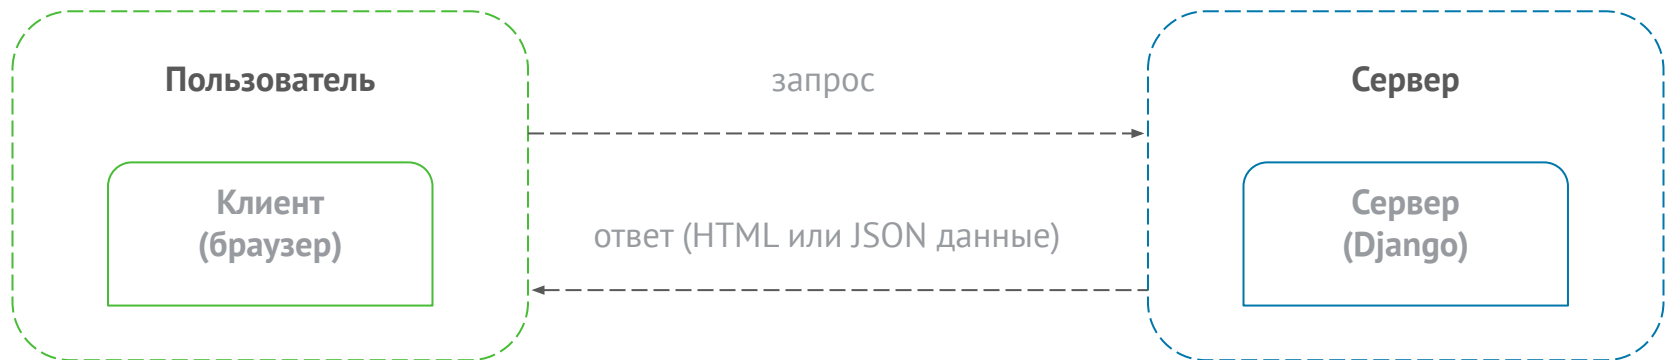 Пользователь
запрос
Сервер
Клиент
(браузер)
ответ (HTML или JSON данные)
Сервер
(Django)